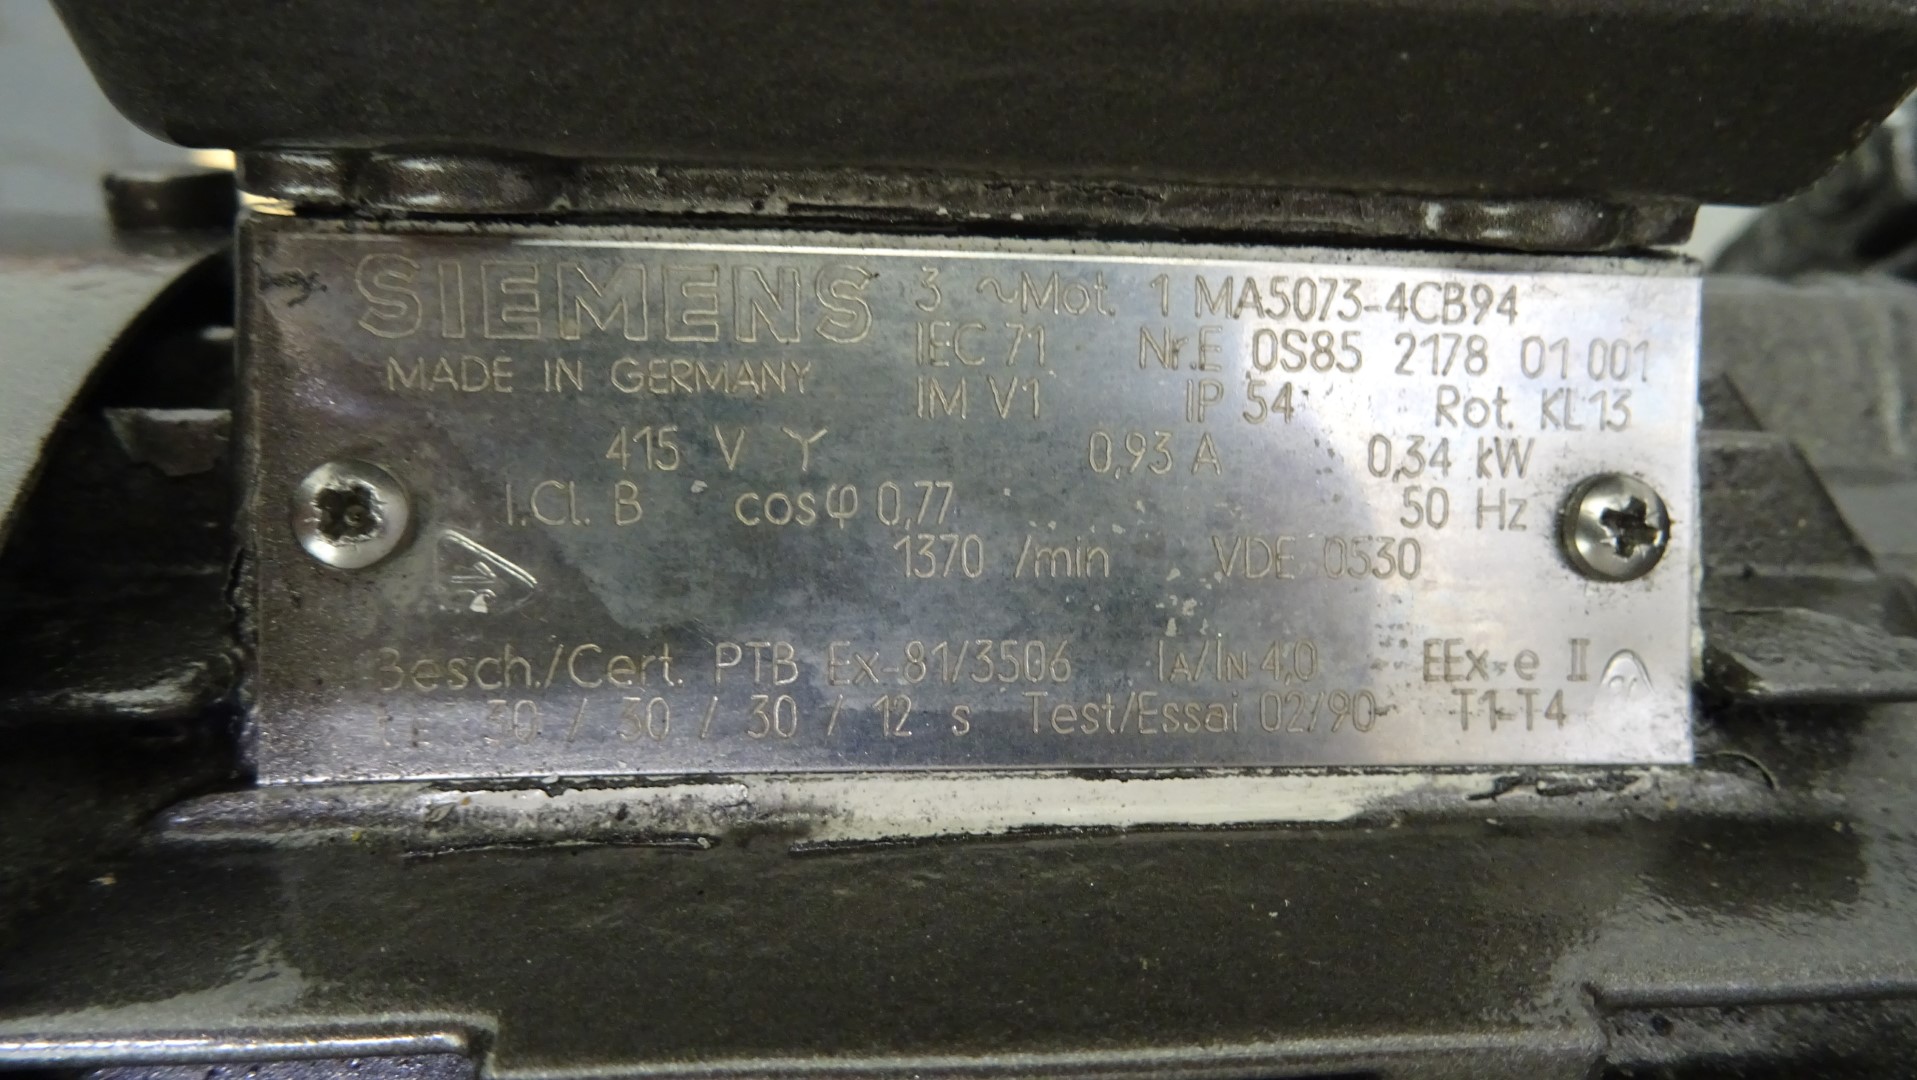 SIEMENS 3 ~Mot. 1 MA5073-4CB94
MADE IN GERMANY IEC 71 Nr.E 0S85 2178 01 001
IM V1 IP 54 Rot. KL 13
415 V Y 0,93 A 0,34 kW
I.Cl. B cosφ 0,77 50 Hz
1370 /min VDE 0530
Besch./Cert. PTB Ex-81/3506 IA/IN 4,0 EEx e II
30 / 30 / 30 / 12 s Test/Essai 02/90 T1-T4